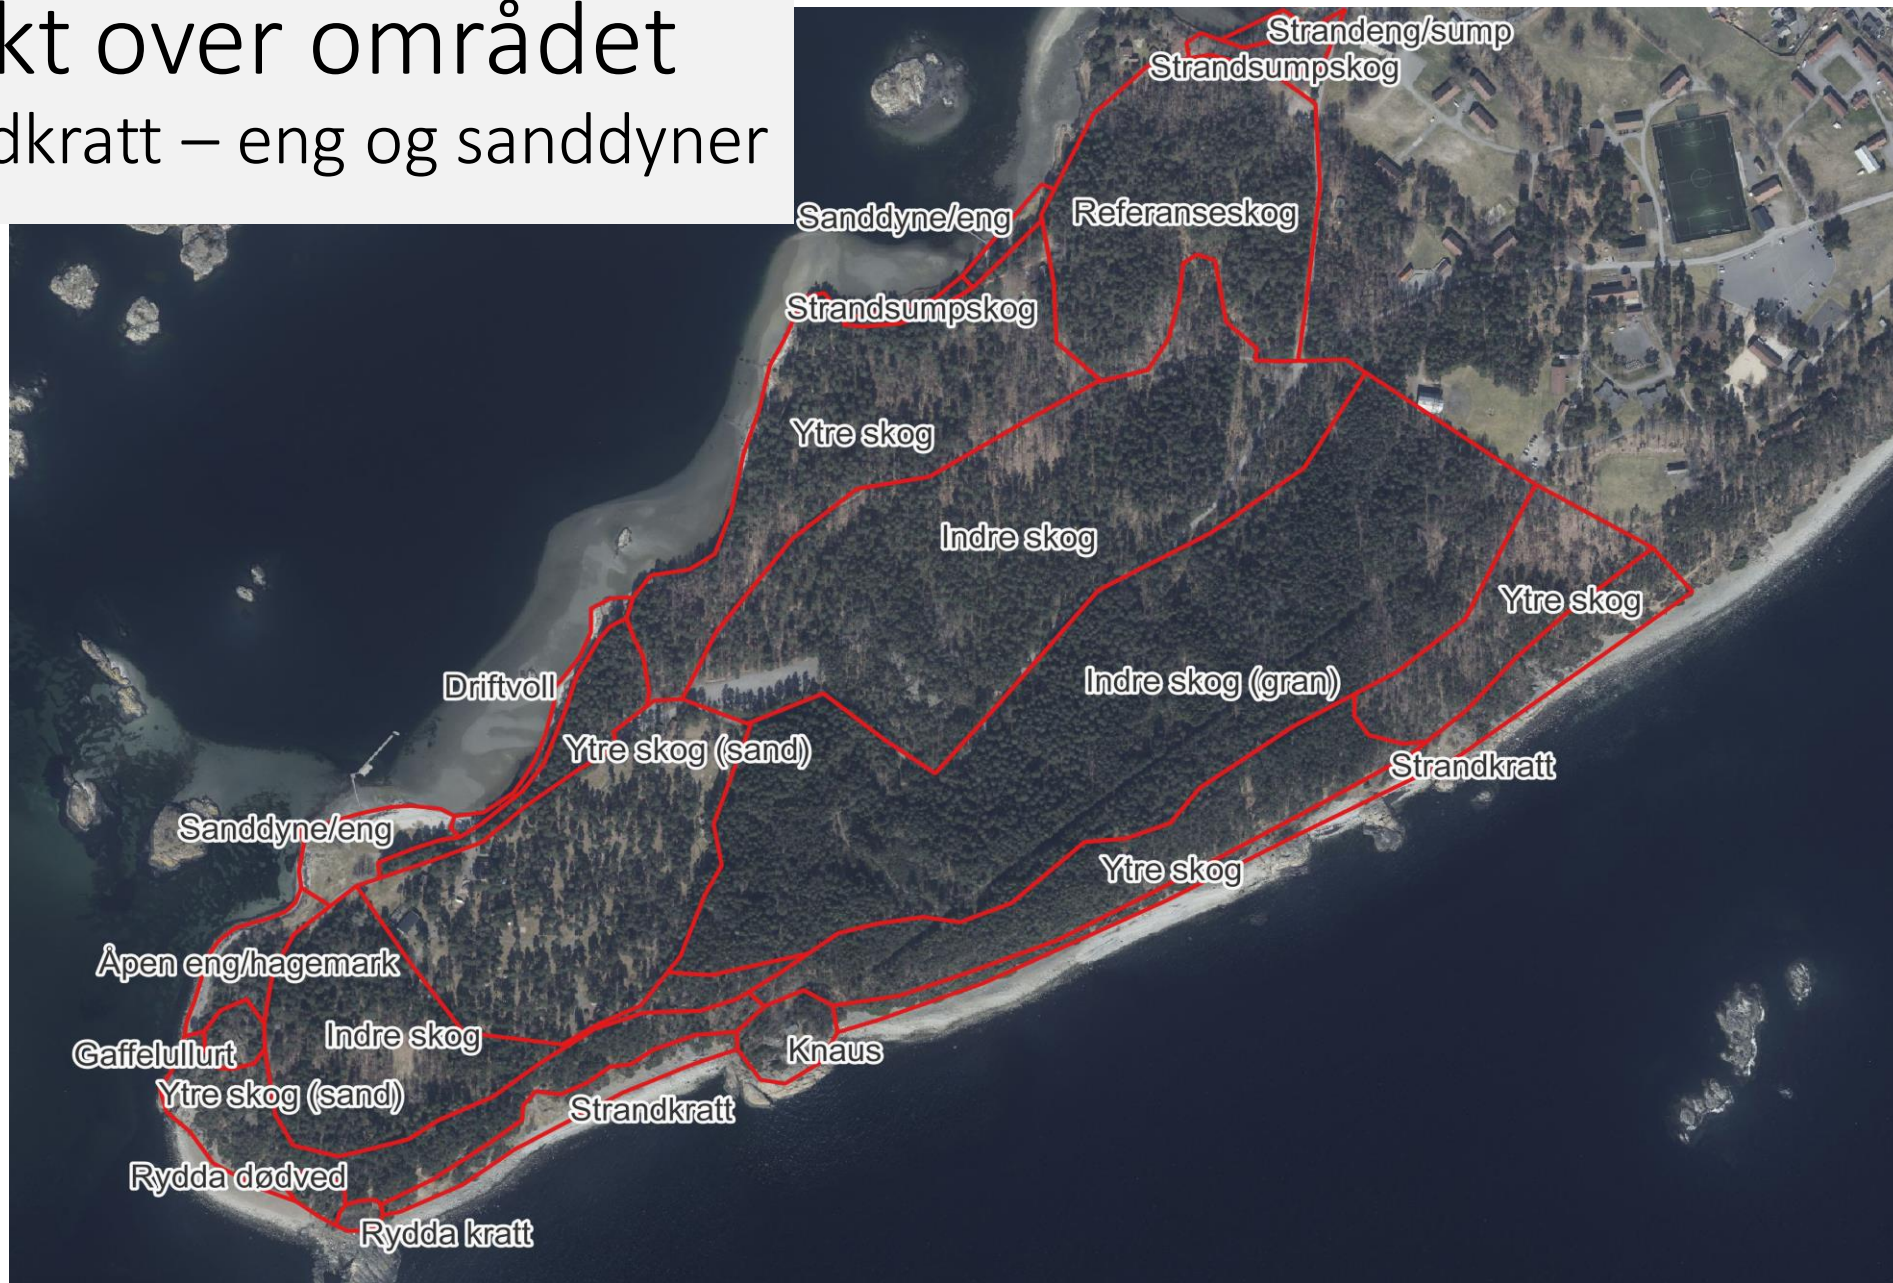 kt over området
dkratt – eng og sanddyner
Strandeng/sump
Strandsumpskog
Sanddyne/eng
Referanseskog
Strandsumpskog
Ytre skog
Indre skog
Ytre skog
Driftvoll
Indre skog (gran)
Ytre skog (sand)
Strandkratt
Sanddyne/eng
Ytre skog
Åpen eng/hagemark
Indre skog
Gaffelullurt
Knaus
Ytre skog (sand)
Strandkratt
Rydda dødved
Rydda kratt